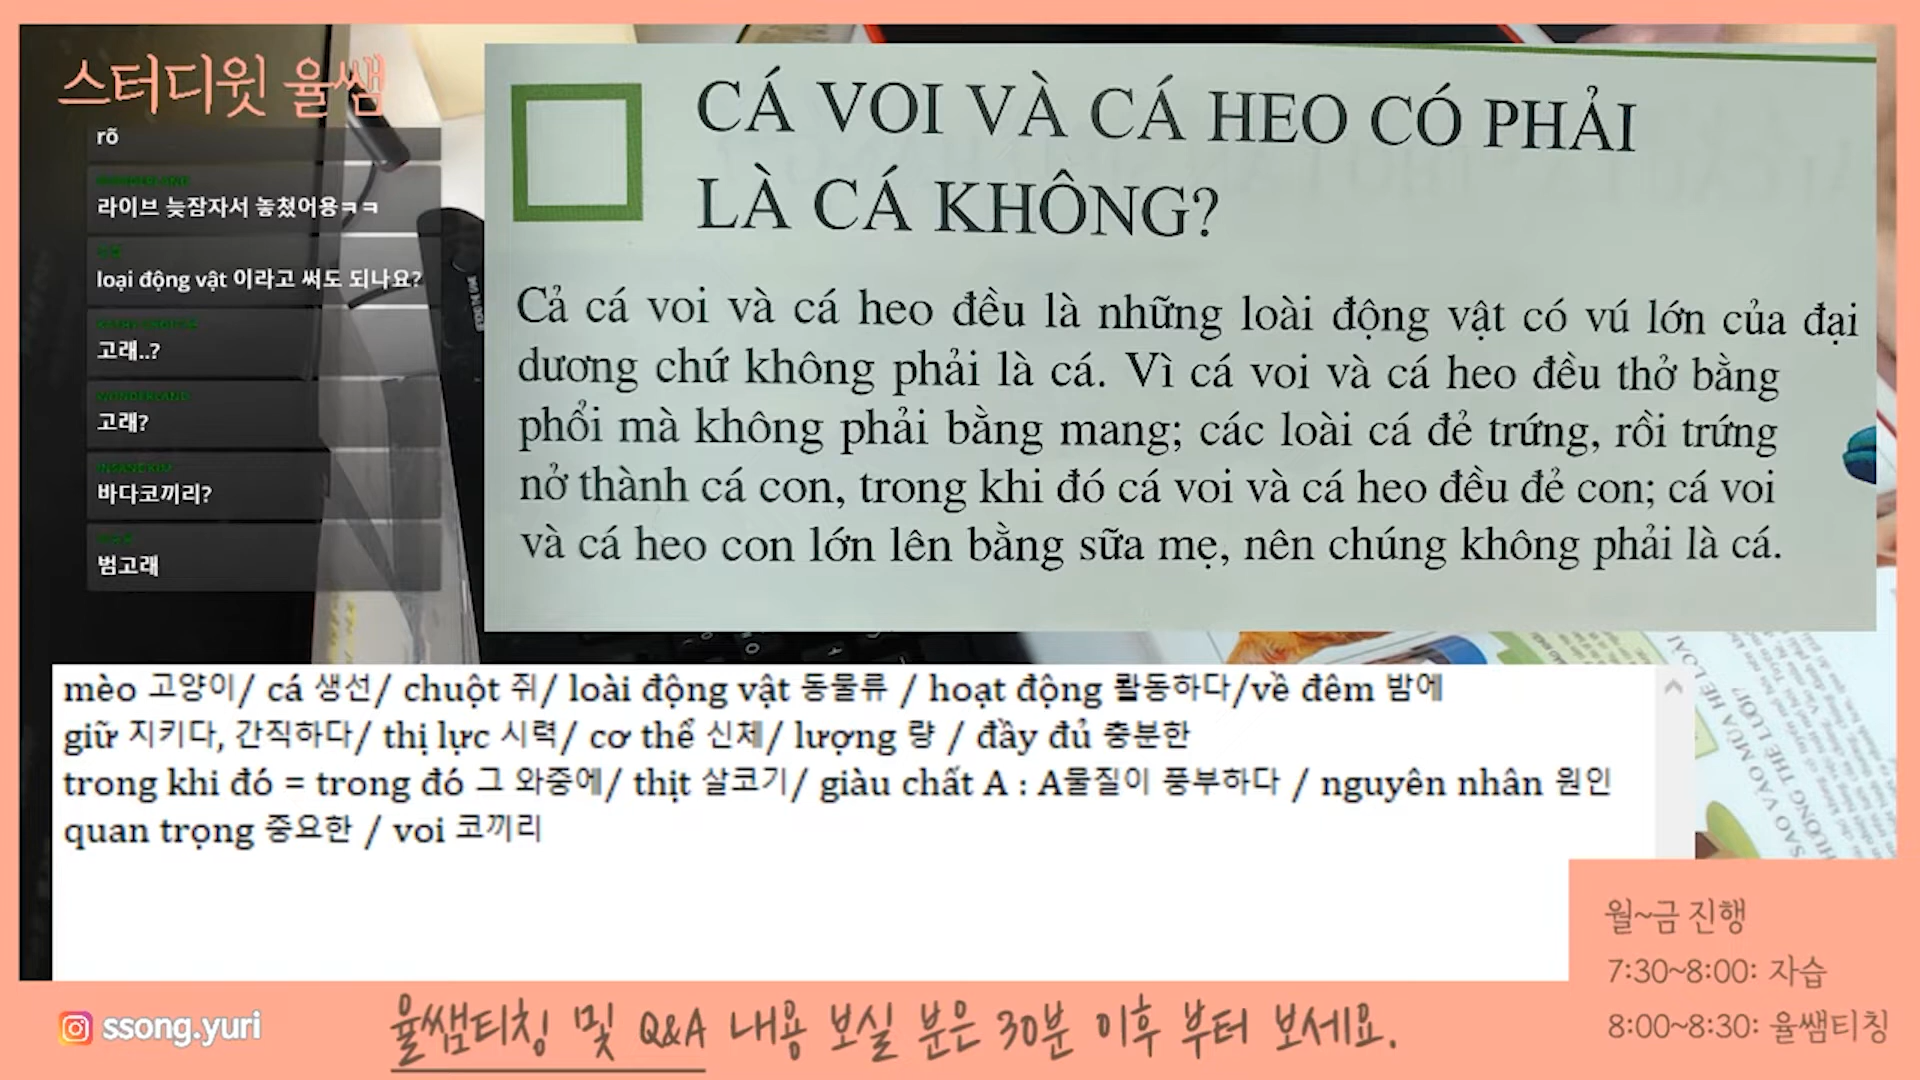 스터디윗 율쌤
rõ
WONDERLAND
라이브 늦잠자서 놓쳤어용ㅋㅋ
loại động vật 이라고 써도 되나요?
고래..?
WONDERLAND
고래?
바다코끼리?
범고래
CÁ VOI VÀ CÁ HEO CÓ PHẢI
LÀ CÁ KHÔNG?
Cả cá voi và cá heo đều là những loài động vật có vú lớn của đại
dương chứ không phải là cá. Vì cá voi và cá heo đều thở bằng
phổi mà không phải bằng mang; các loài cá đẻ trứng, rồi trứng
nở thành cá con, trong khi đó cá voi và cá heo đều đẻ con; cá voi
và cá heo con lớn lên bằng sữa mẹ, nên chúng không phải là cá.
mèo 고양이/ cá 생선/ chuột 쥐/ loài động vật 동물류 / hoạt động 활동하다/về đêm 밤에
giữ 지키다, 간직하다/ thị lực 시력/ cơ thể 신체/ lượng 량 / đầy đủ 충분한
trong khi đó = trong đó 그 와중에/ thịt 살코기/ giàu chất A : A물질이 풍부하다 / nguyên nhân 원인
quan trọng 중요한 / voi 코끼리
월~금 진행
7:30~8:00: 자습
8:00~8:30: 율쌤티칭
ssong.yuri
율쌤티칭 및 Q&A 내용 보실 분은 30분 이후 부터 보세요.